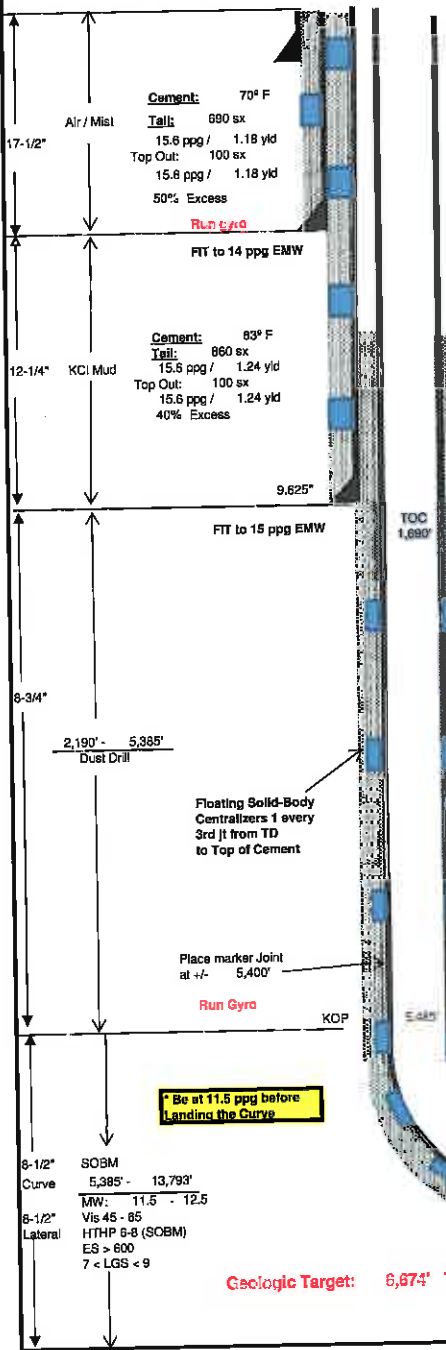 Cement: 70° F
Air / Mist
Tail: 690 sx
17-1/2"
15.6 ppg / 1.18 yld
Top Out: 100 sx
15.6 ppg / 1.18 yld
50% Excess
Run gyro
FIT to 14 ppg EMW
Cement: 83° F
Tail: 860 sx
12-1/4" KCl Mud
15.6 ppg / 1.24 yld
Top Out: 100 sx
15.6 ppg / 1.24 yld
40% Excess
9.625"
FIT to 15 ppg EMW
TOC
1,690'
8-3/4"
2,190' - 5,385'
Dust Drill
Floating Solid-Body
Centralizers 1 every
3rd jt from TD
to Top of Cement
Place marker Joint
at +/- 5,400'
Run Gyro
KOP
5,485'
* Be at 11.5 ppg before
Landing the Curve
8-1/2" SOBM
Curve 5,385' - 13,793'
MW: 11.5 - 12.5
8-1/2" Vis 45 - 65
Lateral HTHP 6-8 (SOBM)
ES > 600
7 < LGS < 9
Geologic Target: 6,674'